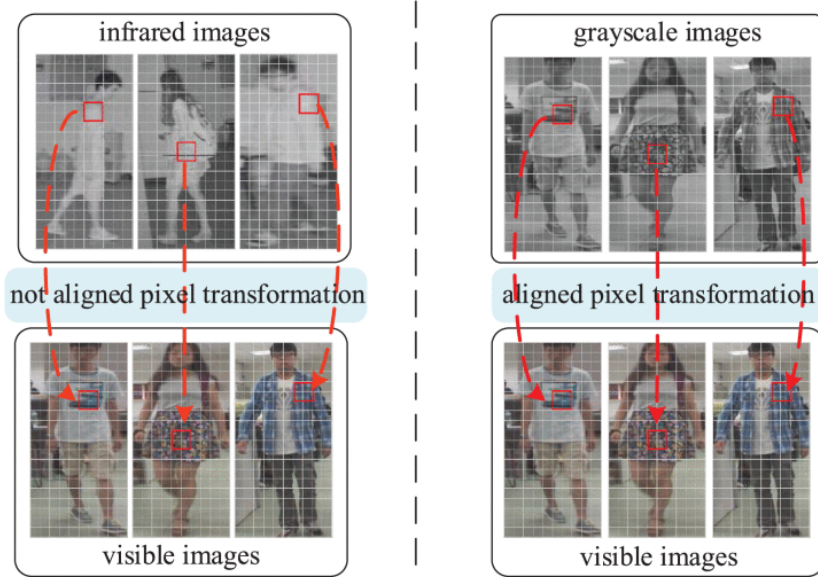 infrared images
not aligned pixel transformation
visible images
grayscale images
aligned pixel transformation
visible images